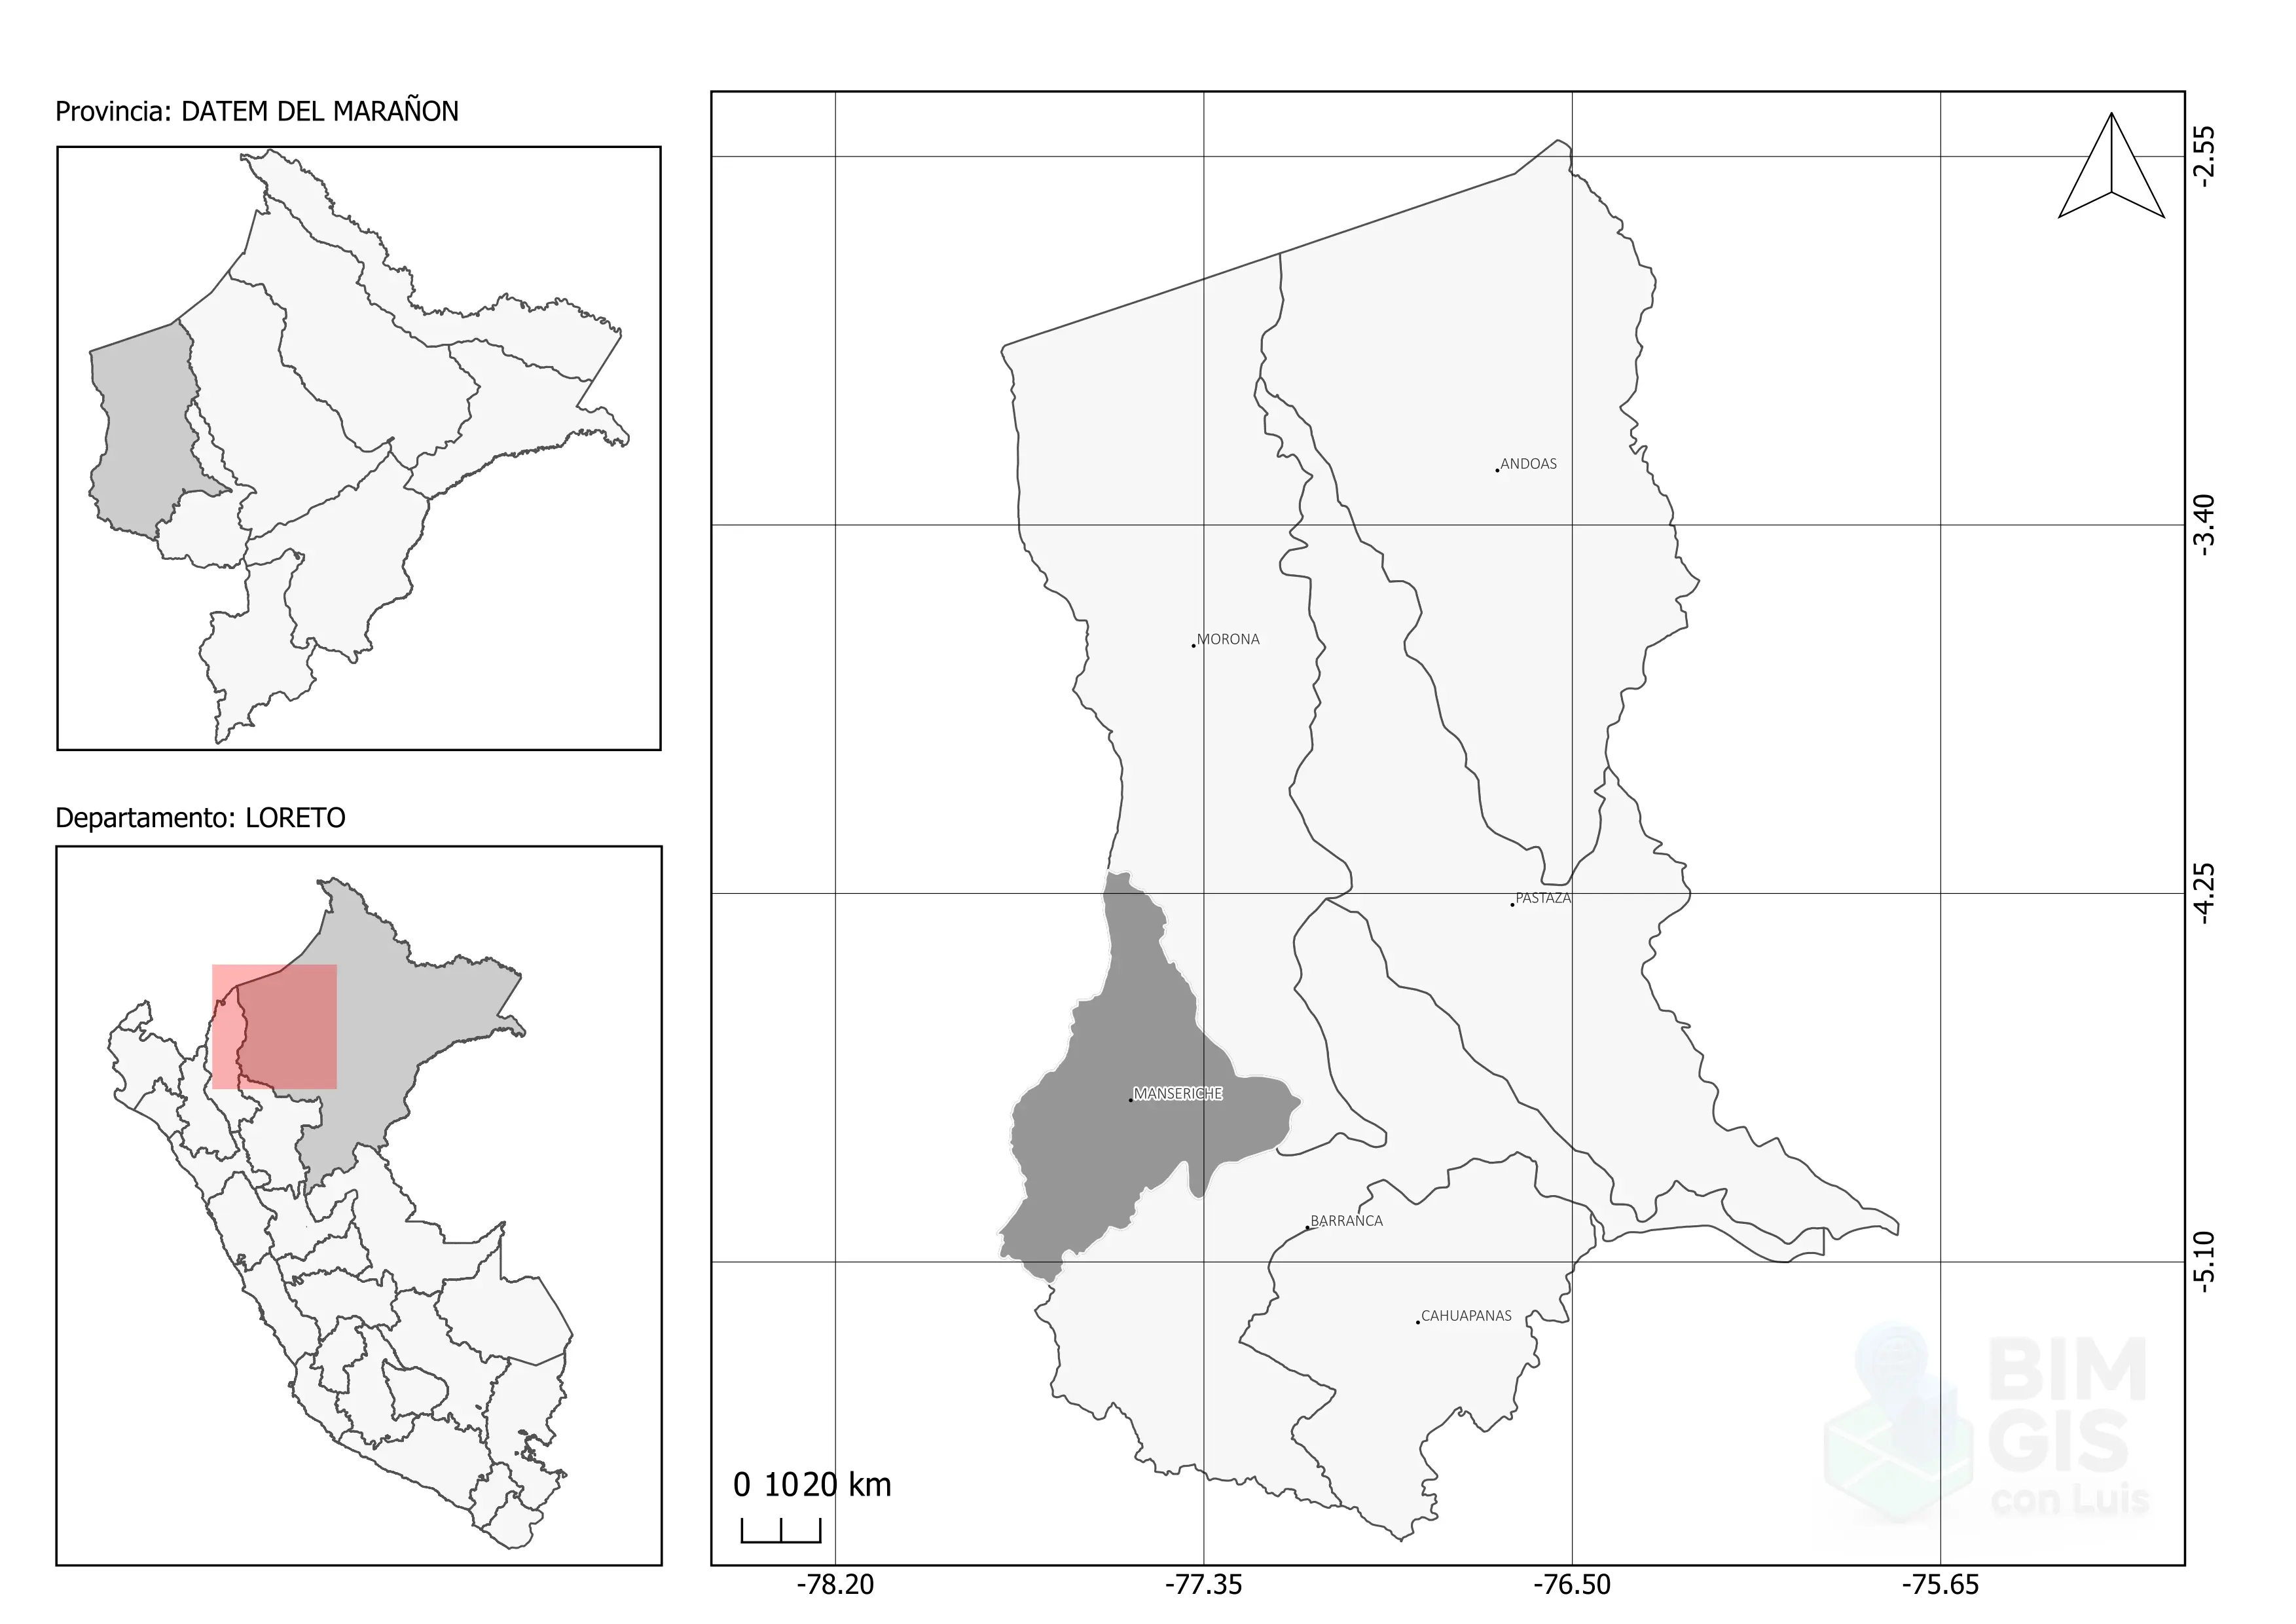 Provincia: DATEM DEL MARAÑON
Departamento: LORETO
-2.55
-3.40
-4.25
-5.10
ANDOAS
MORONA
PASTAZA
MANSERICHE
BARRANCA
CAHUAPANAS
BIM
GIS
con Luis
0 10 20 km
-78.20 -77.35 -76.50 -75.65